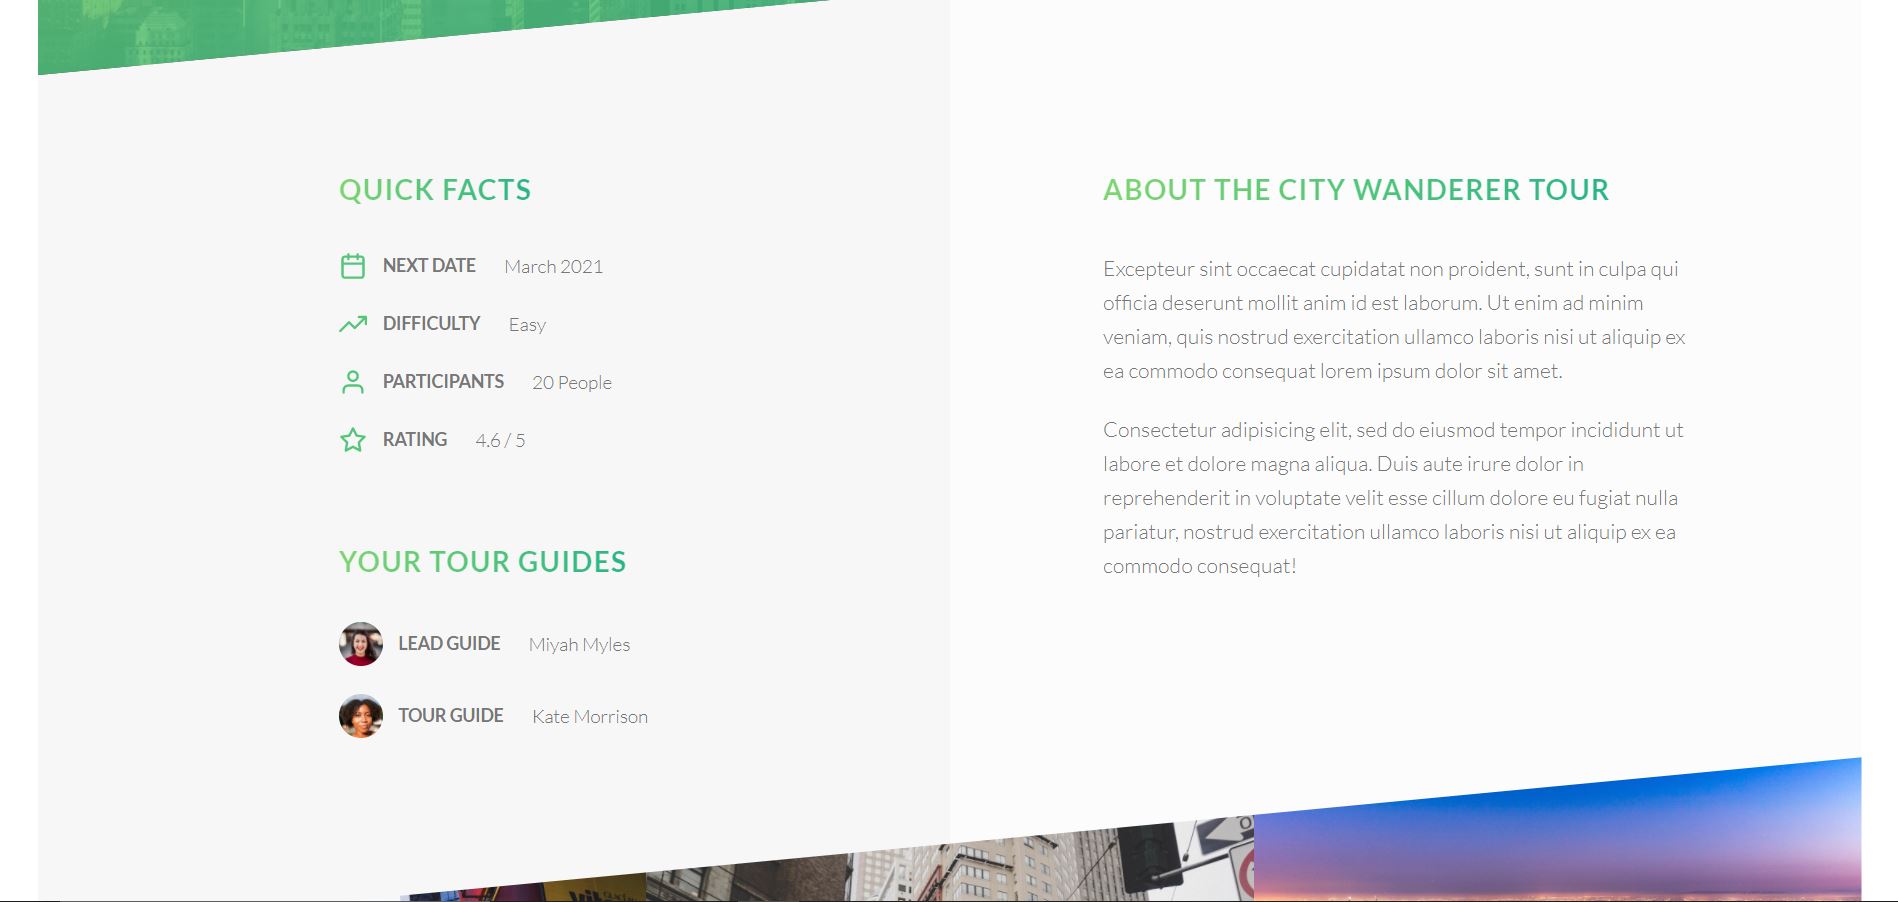 QUICK FACTS
NEXT DATE March 2021
DIFFICULTY Easy
PARTICIPANTS 20 People
RATING 4.6 / 5
YOUR TOUR GUIDES
LEAD GUIDE Miyah Myles
TOUR GUIDE Kate Morrison
ABOUT THE CITY WANDERER TOUR
Excepteur sint occaecat cupidatat non proident, sunt in culpa qui
officia deserunt mollit anim id est laborum. Ut enim ad minim
veniam, quis nostrud exercitation ullamco laboris nisi ut aliquip ex
ea commodo consequat lorem ipsum dolor sit amet.
Consectetur adipisicing elit, sed do eiusmod tempor incididunt ut
labore et dolore magna aliqua. Duis aute irure dolor in
reprehenderit in voluptate velit esse cillum dolore eu fugiat nulla
pariatur, nostrud exercitation ullamco laboris nisi ut aliquip ex ea
commodo consequat!